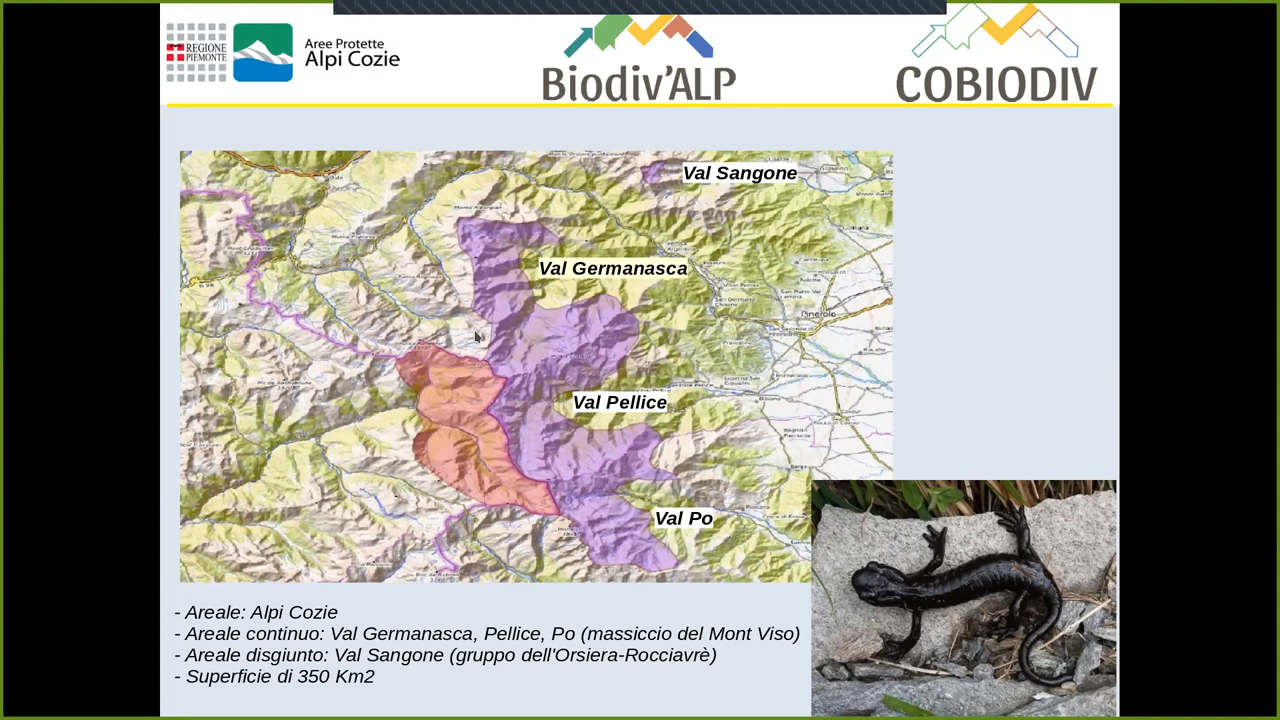 REGIONE
PIEMONTE
Aree Protette
Alpi Cozie
Biodiv'ALP
COBIODIV
Val Sangone
Val Germanasca
Pinerolo
Val Pellice
Val Po
- Areale: Alpi Cozie
- Areale continuo: Val Germanasca, Pellice, Po (massiccio del Mont Viso)
- Areale disgiunto: Val Sangone (gruppo dell'Orsiera-Rocciavrè)
- Superficie di 350 Km2